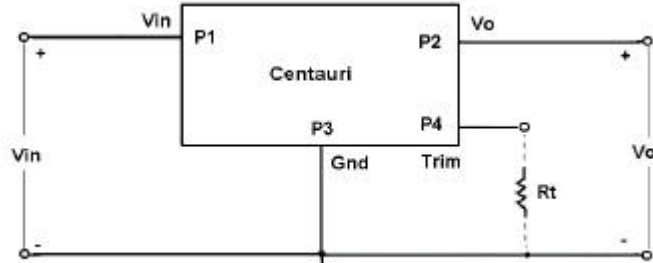 Vin
Vo
P1
P2
+
+
Centauri
P3
P4
Vin
Gnd
Trim
Vo
Rt
-
-